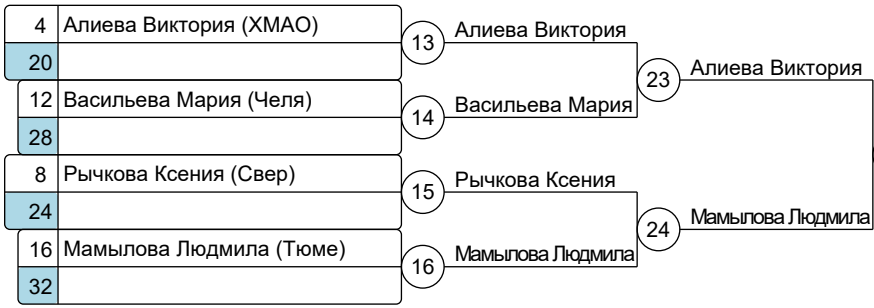 4 Алиева Виктория (ХМАО)
20
13 Алиева Виктория
12 Васильева Мария (Челя)
28
14 Васильева Мария
23 Алиева Виктория
8 Рычкова Ксения (Свер)
24
15 Рычкова Ксения
16 Мамылова Людмила (Тюме)
32
16 Мамылова Людмила
24 Мамылова Людмила